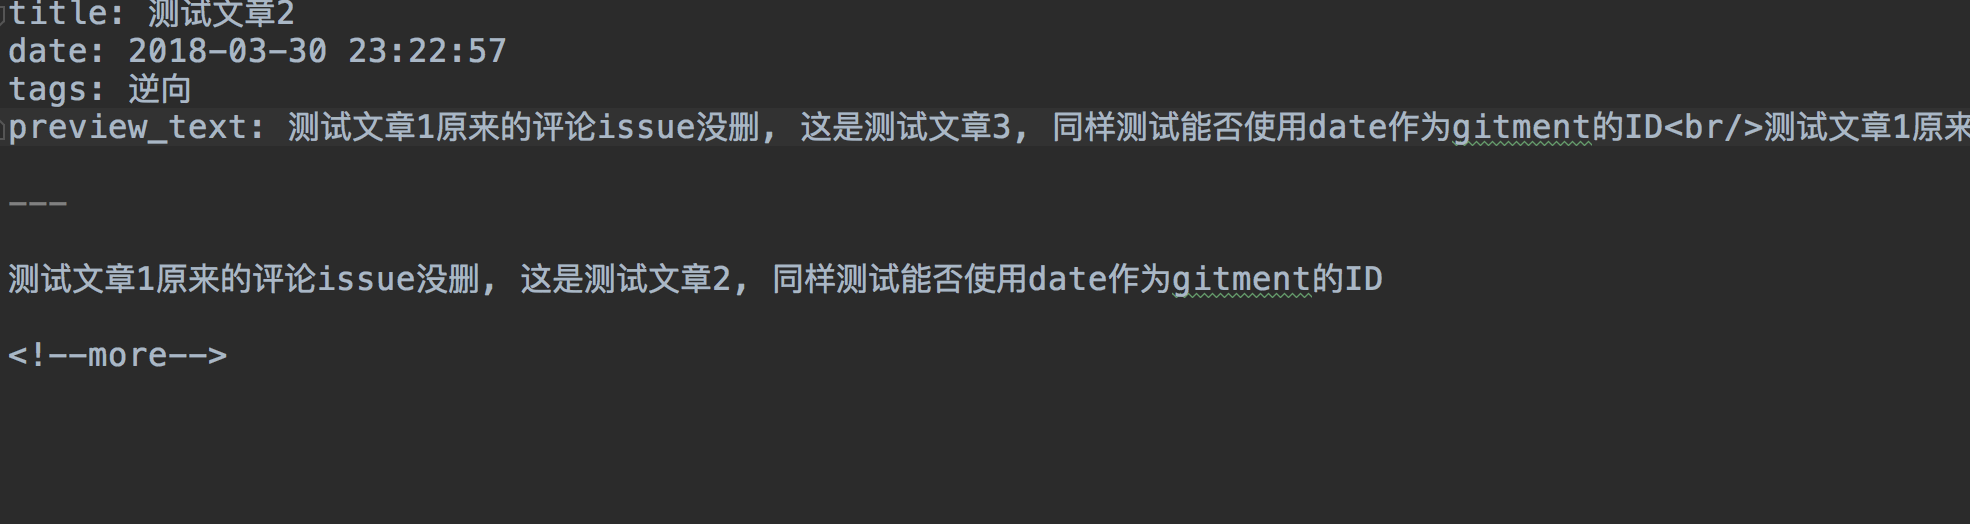 title: 测试文章2
date: 2018-03-30 23:22:57
tags: 逆向
preview_text: 测试文章1原来的评论issue没删, 这是测试文章3, 同样测试能否使用date作为gitment的ID<br/>测试文章1原来
---
测试文章1原来的评论issue没删, 这是测试文章2, 同样测试能否使用date作为gitment的ID
<!--more-->